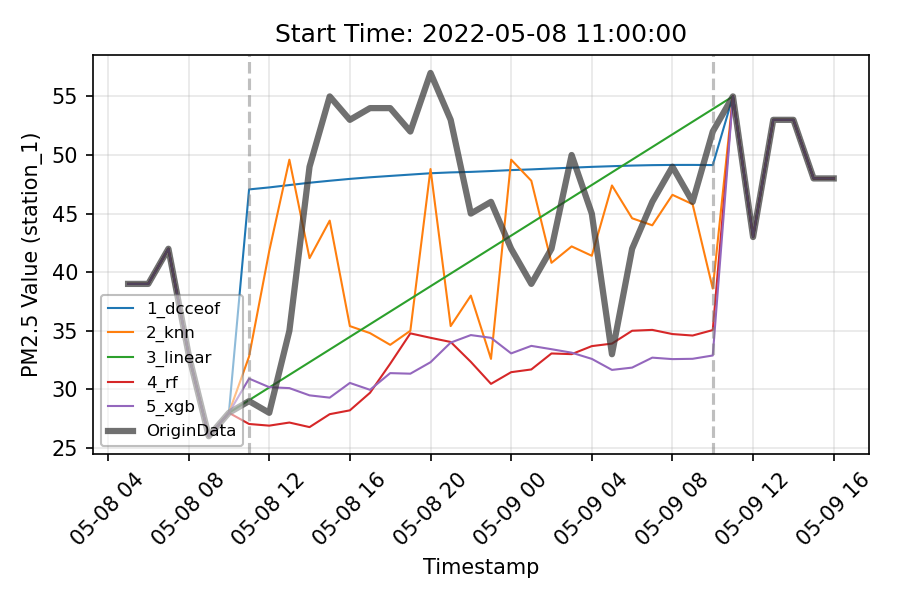 Start Time: 2022-05-08 11:00:00
PM2.5 Value (station_1)
55
50
45
40
35
30
25
1_dcceof
2_knn
3_linear
4_rf
5_xgb
OriginData
05-08 04
05-08 08
05-08 12
05-08 16
05-08 20
05-09 00
05-09 04
05-09 08
05-09 12
05-09 16
Timestamp